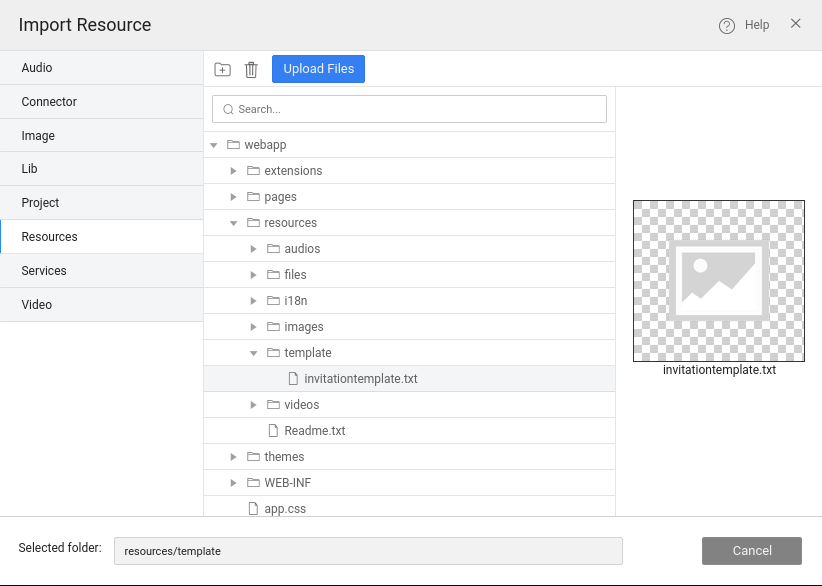 Import Resource
Help
Audio
Connector
Image
Lib
Project
Resources
Services
Video
Upload Files
Search...
webapp
extensions
pages
resources
audios
files
i18n
images
template
invitationtemplate.txt
videos
Readme.txt
themes
WEB-INF
app.css
invitationtemplate.txt
Selected folder:
resources/template
Cancel